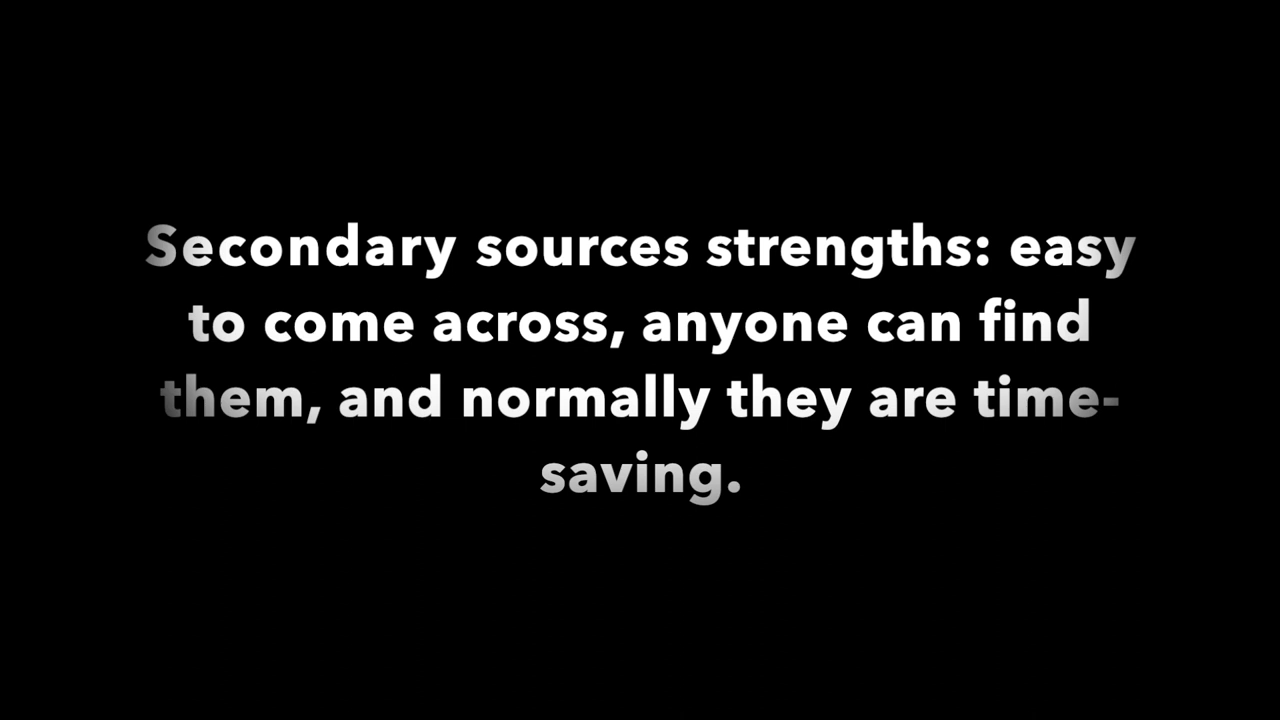 Secondary sources strengths: easy
to come across, anyone can find
them, and normally they are time-
saving.